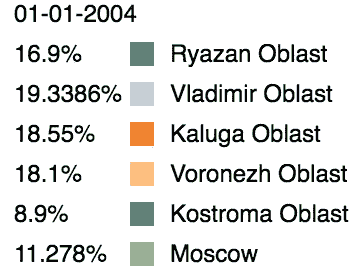 01-01-2004
16.9% Ryazan Oblast
19.3386% Vladimir Oblast
18.55% Kaluga Oblast
18.1% Voronezh Oblast
8.9% Kostroma Oblast
11.278% Moscow